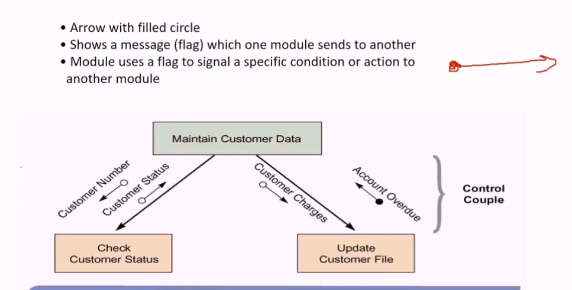 • Arrow with filled circle
• Shows a message (flag) which one module sends to another
• Module uses a flag to signal a specific condition or action to
another module
Maintain Customer Data
Customer Number
Customer Status
Customer Charges
Account Overdue
Control
Couple
Check
Customer Status
Update
Customer File